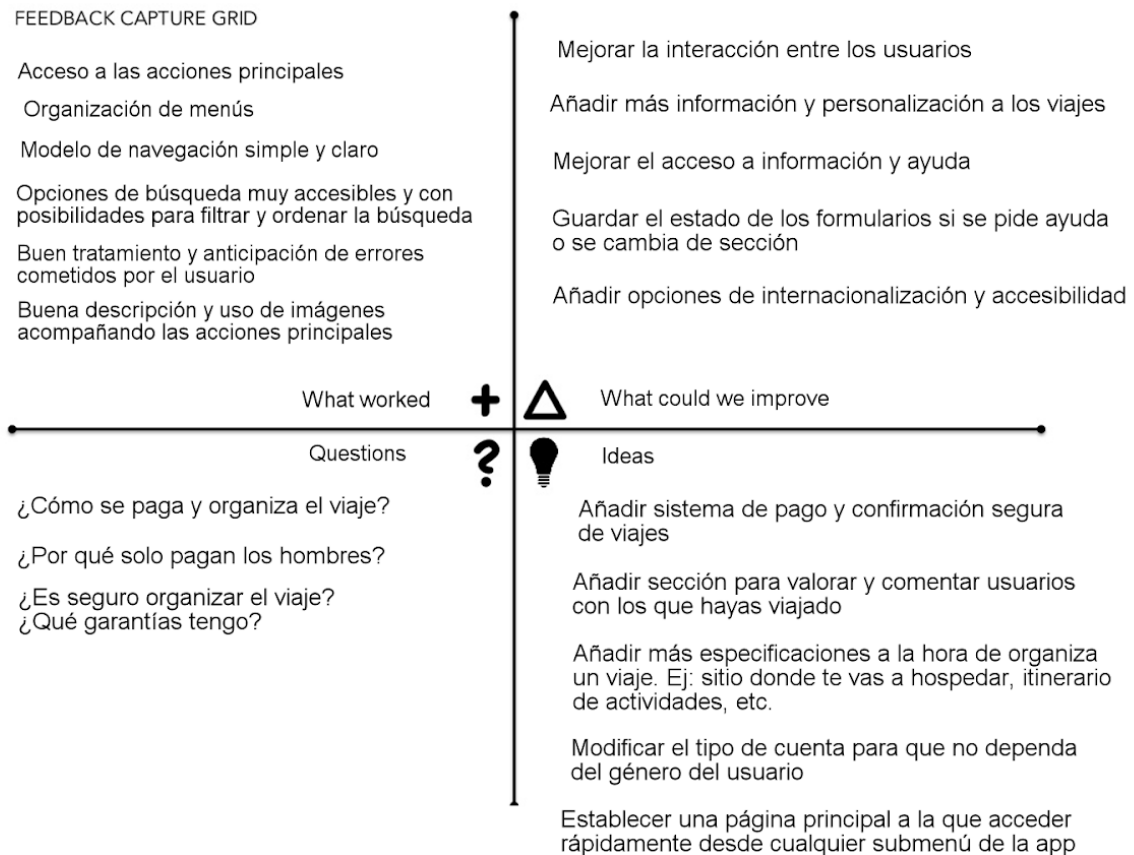 FEEDBACK CAPTURE GRID
Acceso a las acciones principales
Organización de menús
Modelo de navegación simple y claro
Opciones de búsqueda muy accesibles y con
posibilidades para filtrar y ordenar la búsqueda
Buen tratamiento y anticipación de errores
cometidos por el usuario
Buena descripción y uso de imágenes
acompañando las acciones principales
What worked
Mejorar la interacción entre los usuarios
Añadir más información y personalización a los viajes
Mejorar el acceso a información y ayuda
Guardar el estado de los formularios si se pide ayuda
o se cambia de sección
Añadir opciones de internacionalización y accesibilidad
What could we improve
Questions
¿Cómo se paga y organiza el viaje?
¿Por qué solo pagan los hombres?
¿Es seguro organizar el viaje?
¿Qué garantías tengo?
Ideas
Añadir sistema de pago y confirmación segura
de viajes
Añadir sección para valorar y comentar usuarios
con los que hayas viajado
Añadir más especificaciones a la hora de organiza
un viaje. Ej: sitio donde te vas a hospedar, itinerario
de actividades, etc.
Modificar el tipo de cuenta para que no dependa
del género del usuario
Establecer una página principal a la que acceder
rápidamente desde cualquier submenú de la app